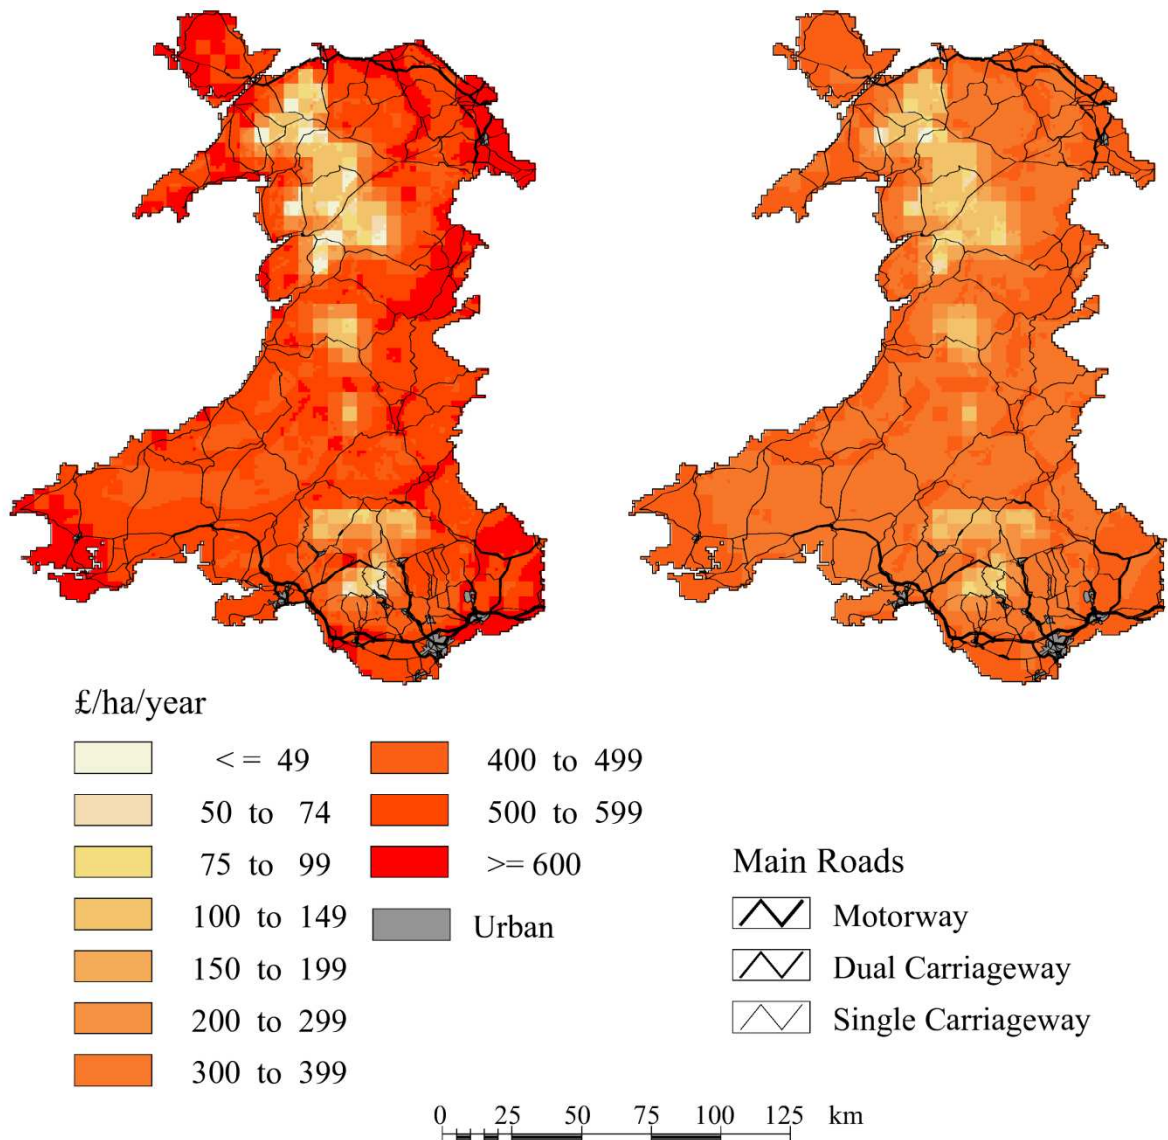 £/ha/year
< = 49
50 to 74
75 to 99
100 to 149
150 to 199
200 to 299
300 to 399
400 to 499
500 to 599
>= 600
Urban
Main Roads
Motorway
Dual Carriageway
Single Carriageway
0 25 50 75 100 125 km